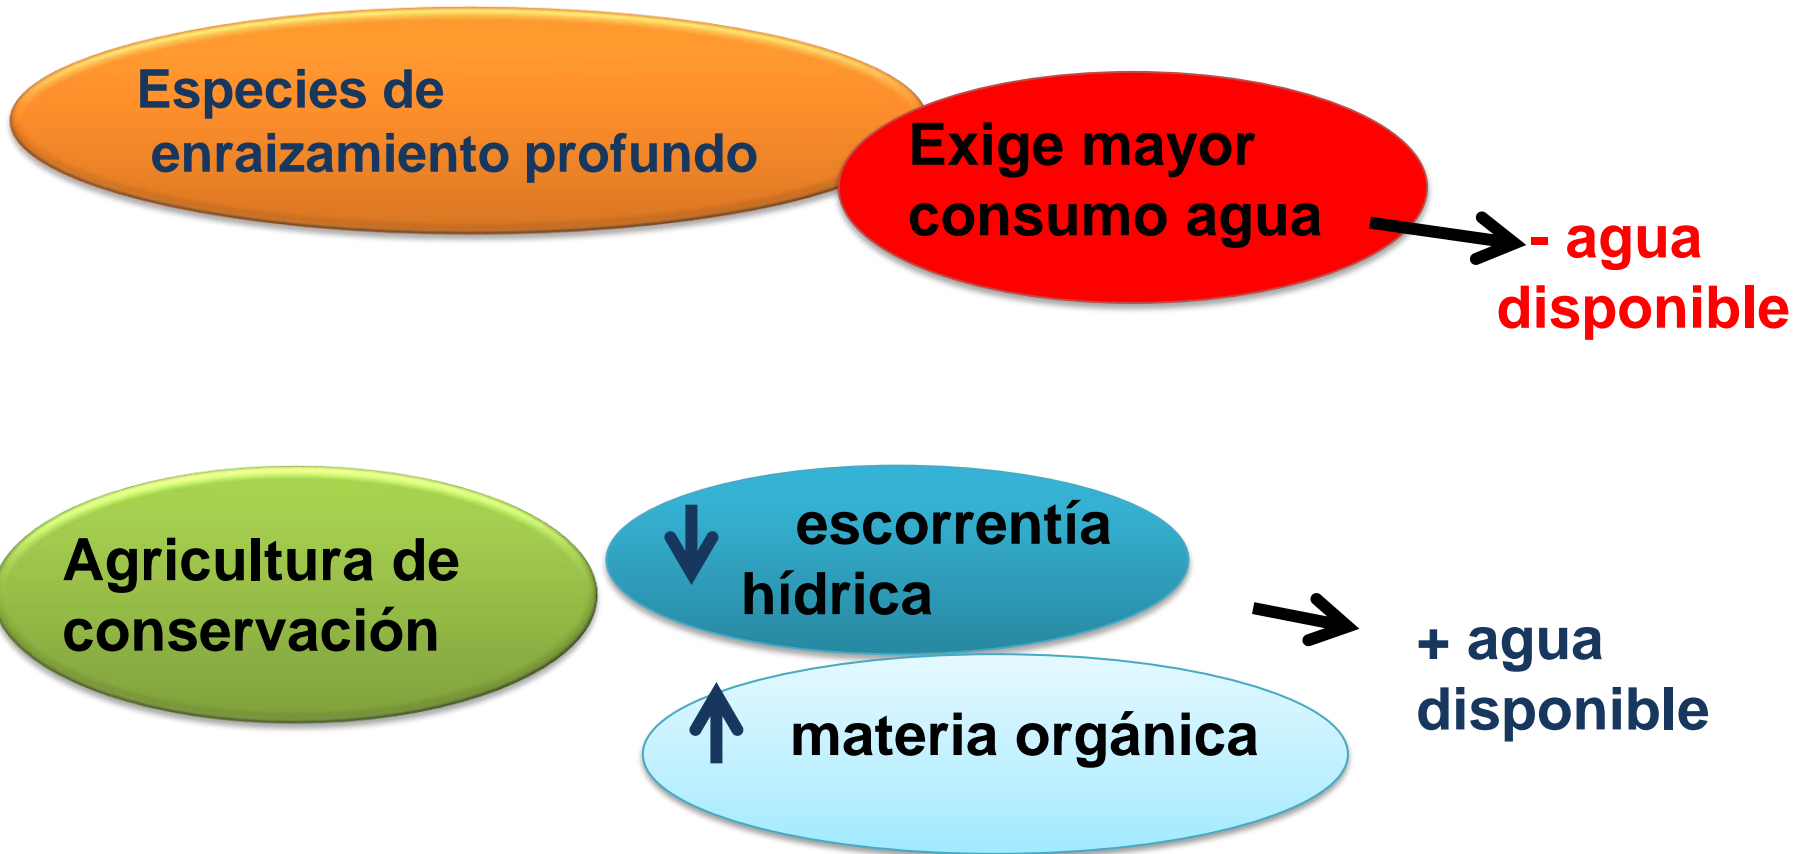 Especies de
enraizamiento profundo
Exige mayor
consumo agua
- agua
disponible
Agricultura de
conservación
escorrentía
hídrica
materia orgánica
+ agua
disponible